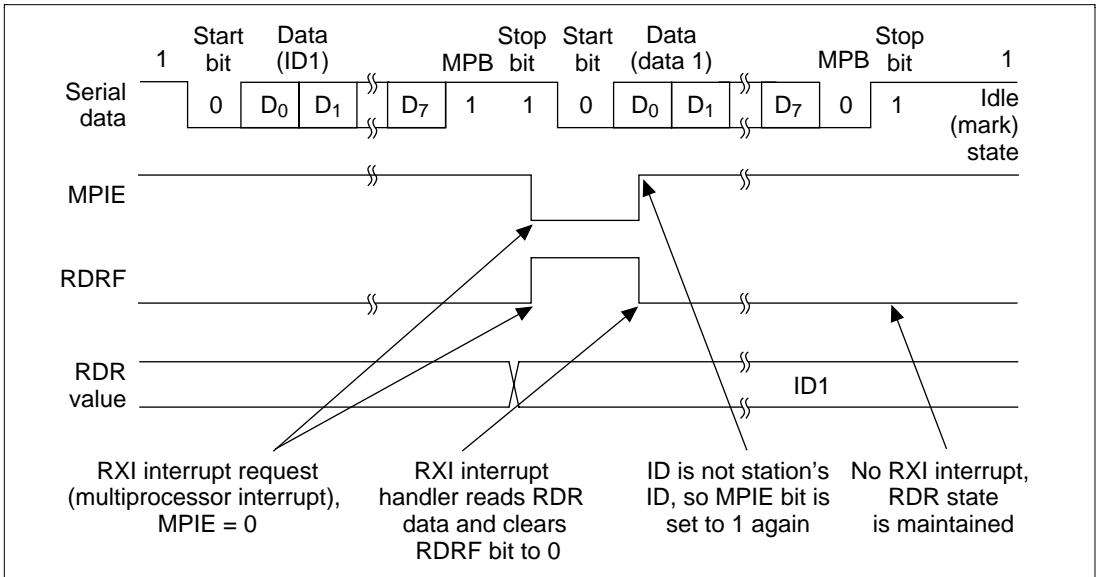 1 Start bit Data (ID1) MPB Stop bit Start bit Data (data 1) MPB Stop bit 1
Serial data 0 D0 D1 D7 1 1 0 D0 D1 D7 0 1 Idle (mark) state
MPIE
RDRF
RDR value ID1
RXI interrupt request
(multiprocessor interrupt),
MPIE = 0
RXI interrupt
handler reads RDR
data and clears
RDRF bit to 0
ID is not station's
ID, so MPIE bit is
set to 1 again
No RXI interrupt,
RDR state
is maintained